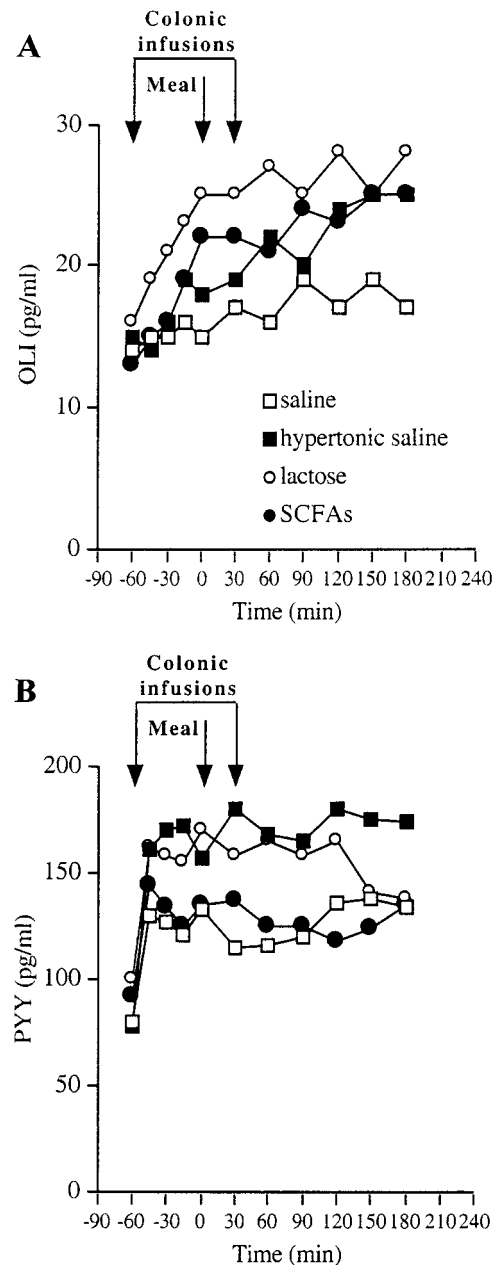 A
Colonic
infusions
Meal
30
20
10
0
OLI (pg/ml)
saline
hypertonic saline
lactose
SCFAs
-90 -60 -30 0 30 60 90 120 150 180 210 240
Time (min)
B
Colonic
infusions
Meal
200
150
100
50
0
PYY (pg/ml)
-90 -60 -30 0 30 60 90 120 150 180 210 240
Time (min)